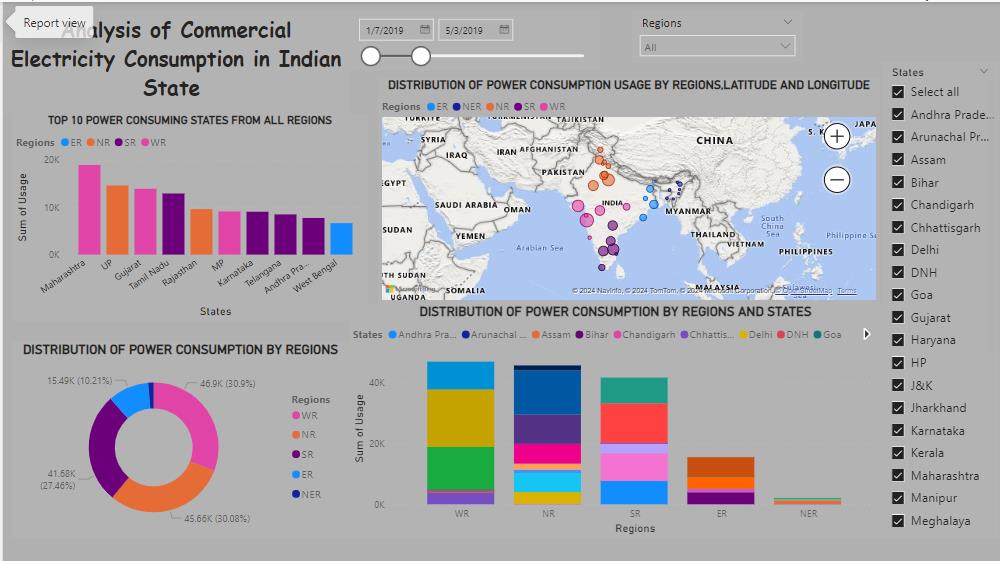 Report view
Analysis of Commercial
Electricity Consumption in Indian
State
1/7/2019
5/3/2019
Regions
All
States
Select all
Andhra Prade...
Arunachal Pr...
Assam
Bihar
Chandigarh
Chhattisgarh
Delhi
DNH
Goa
Gujarat
Haryana
HP
J&K
Jharkhand
Karnataka
Kerala
Maharashtra
Manipur
Meghalaya
TOP 10 POWER CONSUMING STATES FROM ALL REGIONS
Regions ER NR SR WR
Sum of Usage
20K
10K
0K
Maharashtra
UP
Gujarat
Tamil Nadu
Rajasthan
MP
Karnataka
Telangana
Andhra Pra...
West Bengal
States
DISTRIBUTION OF POWER CONSUMPTION USAGE BY REGIONS,LATITUDE AND LONGITUDE
Regions ER NER NR SR WR
TÜRKIYE
TAJIKISTAN
SYRIA
IRAQ
IRAN
AFGHANISTAN
CHINA
S. K
JAPA
PAKISTAN
EGYPT
SAUDI ARABIA
OMAN
INDIA
MYANMAR
SUDAN
YEMEN
Arabian Sea
THAILAND
VIETNAM
South
China
Sea
PHILIPPINES
Philippine Se
UTH SUDAN
SOMALIA
UGANDA
MALAYSIA
© 2024 NavInfo, © 2024 TomTom, © 2024 Microsoft Corporation, © OpenStreetMap Terms
DISTRIBUTION OF POWER CONSUMPTION BY REGIONS
15.49K (10.21%)
46.9K (30.9%)
41.68K
(27.46%)
45.66K (30.08%)
Regions
WR
NR
SR
ER
NER
DISTRIBUTION OF POWER CONSUMPTION BY REGIONS AND STATES
States Andhra Pra... Arunachal ... Assam Bihar Chandigarh Chhattis... Delhi DNH Goa
Sum of Usage
40K
20K
0K
WR
NR
SR
ER
NER
Regions